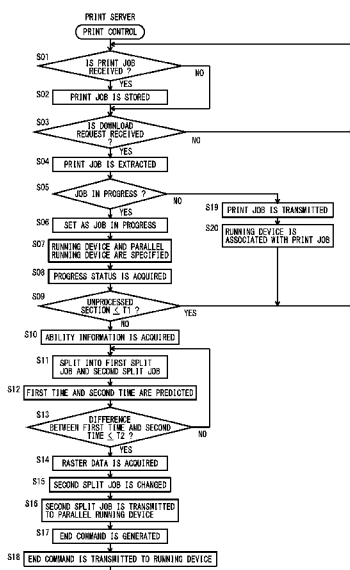 PRINT SERVER
PRINT CONTROL
S01
IS PRINT JOB
RECEIVED ?
NO
YES
S02
PRINT JOB IS STORED
S03
IS DOWNLOAD
REQUEST RECEIVED
?
NO
YES
S04
PRINT JOB IS EXTRACTED
S05
JOB IN PROGRESS ?
NO
YES
S19
PRINT JOB IS TRANSMITTED
S06
SET AS JOB IN PROGRESS
S20
RUNNING DEVICE IS
ASSOCIATED WITH PRINT JOB
S07
RUNNING DEVICE AND PARALLEL
RUNNING DEVICE ARE SPECIFIED
S08
PROGRESS STATUS IS ACQUIRED
S09
UNPROCESSED
SECTION ≤ T1 ?
YES
NO
S10
ABILITY INFORMATION IS ACQUIRED
S11
SPLIT INTO FIRST SPLIT
JOB AND SECOND SPLIT JOB
S12
FIRST TIME AND SECOND TIME ARE PREDICTED
S13
DIFFERENCE
BETWEEN FIRST TIME AND SECOND
TIME ≤ T2 ?
NO
YES
S14
RASTER DATA IS ACQUIRED
S15
SECOND SPLIT JOB IS CHANGED
S16
SECOND SPLIT JOB IS TRANSMITTED
TO PARALLEL RUNNING DEVICE
S17
END COMMAND IS GENERATED
S18
END COMMAND IS TRANSMITTED TO RUNNING DEVICE